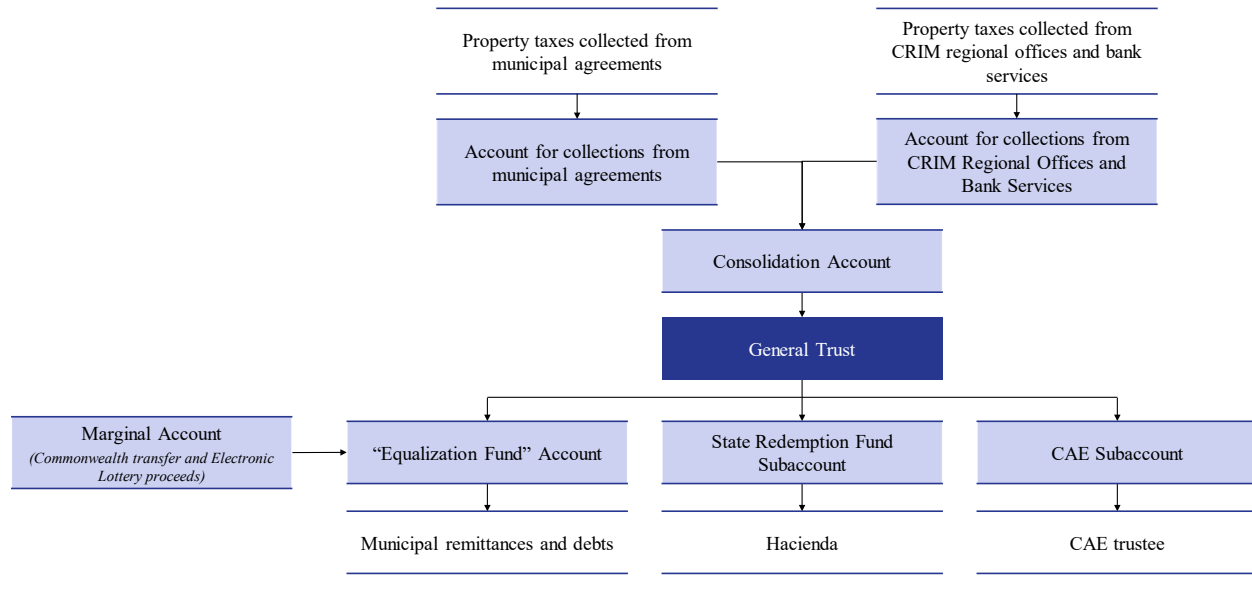 Property taxes collected from
municipal agreements
Property taxes collected from
CRIM regional offices and bank
services
Account for collections from
municipal agreements
Account for collections from
CRIM Regional Offices and
Bank Services
Consolidation Account
General Trust
Marginal Account
(Commonwealth transfer and Electronic
Lottery proceeds)
“Equalization Fund” Account
State Redemption Fund
Subaccount
CAE Subaccount
Municipal remittances and debts
Hacienda
CAE trustee